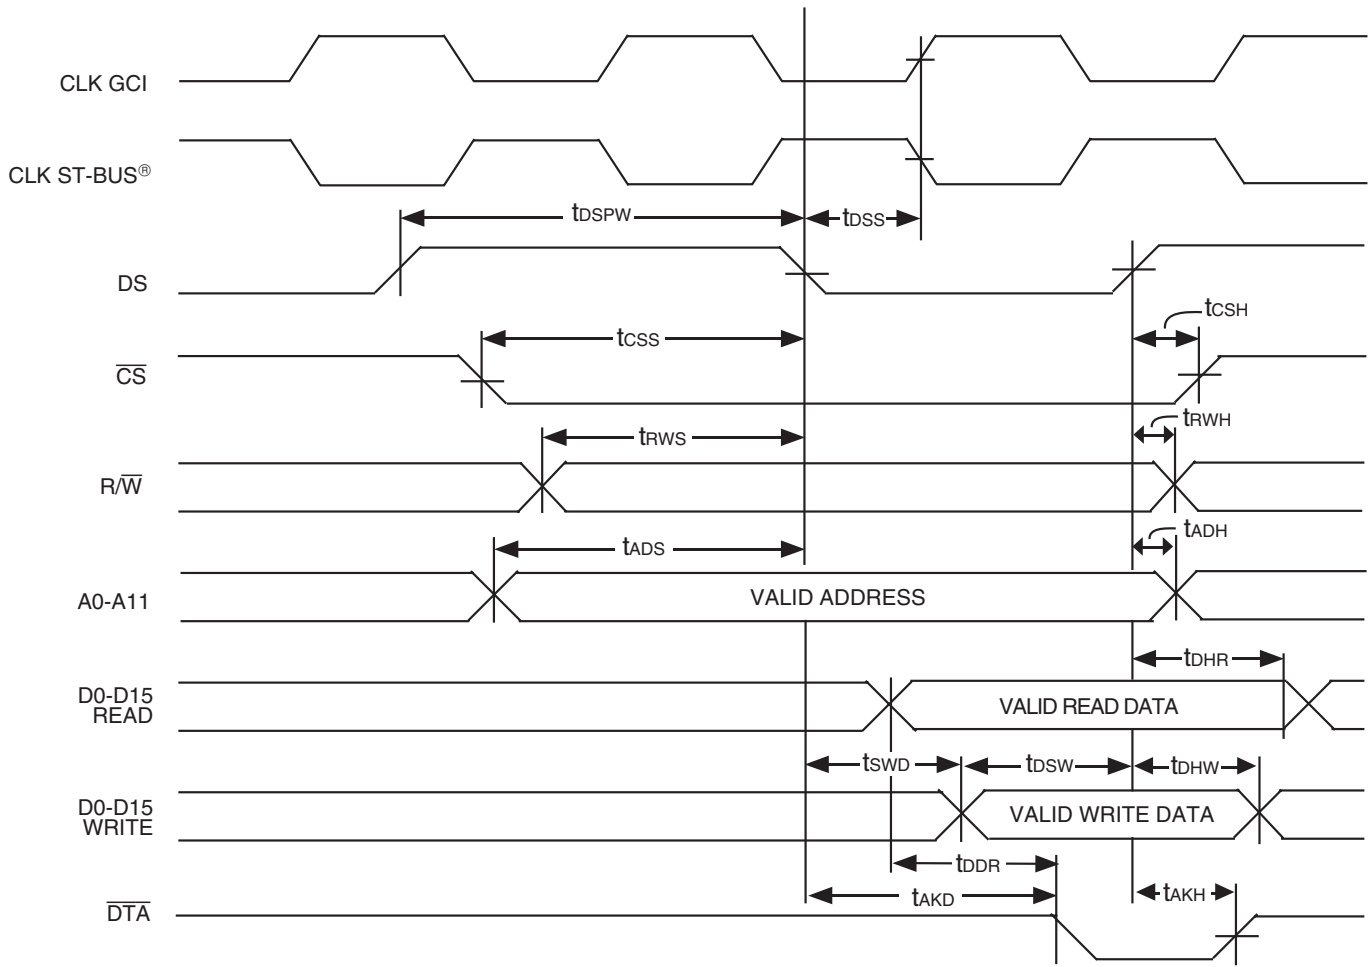 CLK GCI
CLK ST-BUS®
tDSPW
tDSS
DS
tCSH
tCSS
CS
tRWH
tRWS
R/W
tADH
tADS
A0-A11
VALID ADDRESS
tDHR
D0-D15
READ
VALID READ DATA
tSWD
tDSW
tDHW
D0-D15
WRITE
VALID WRITE DATA
tDDR
tAKD
tAKH
DTA